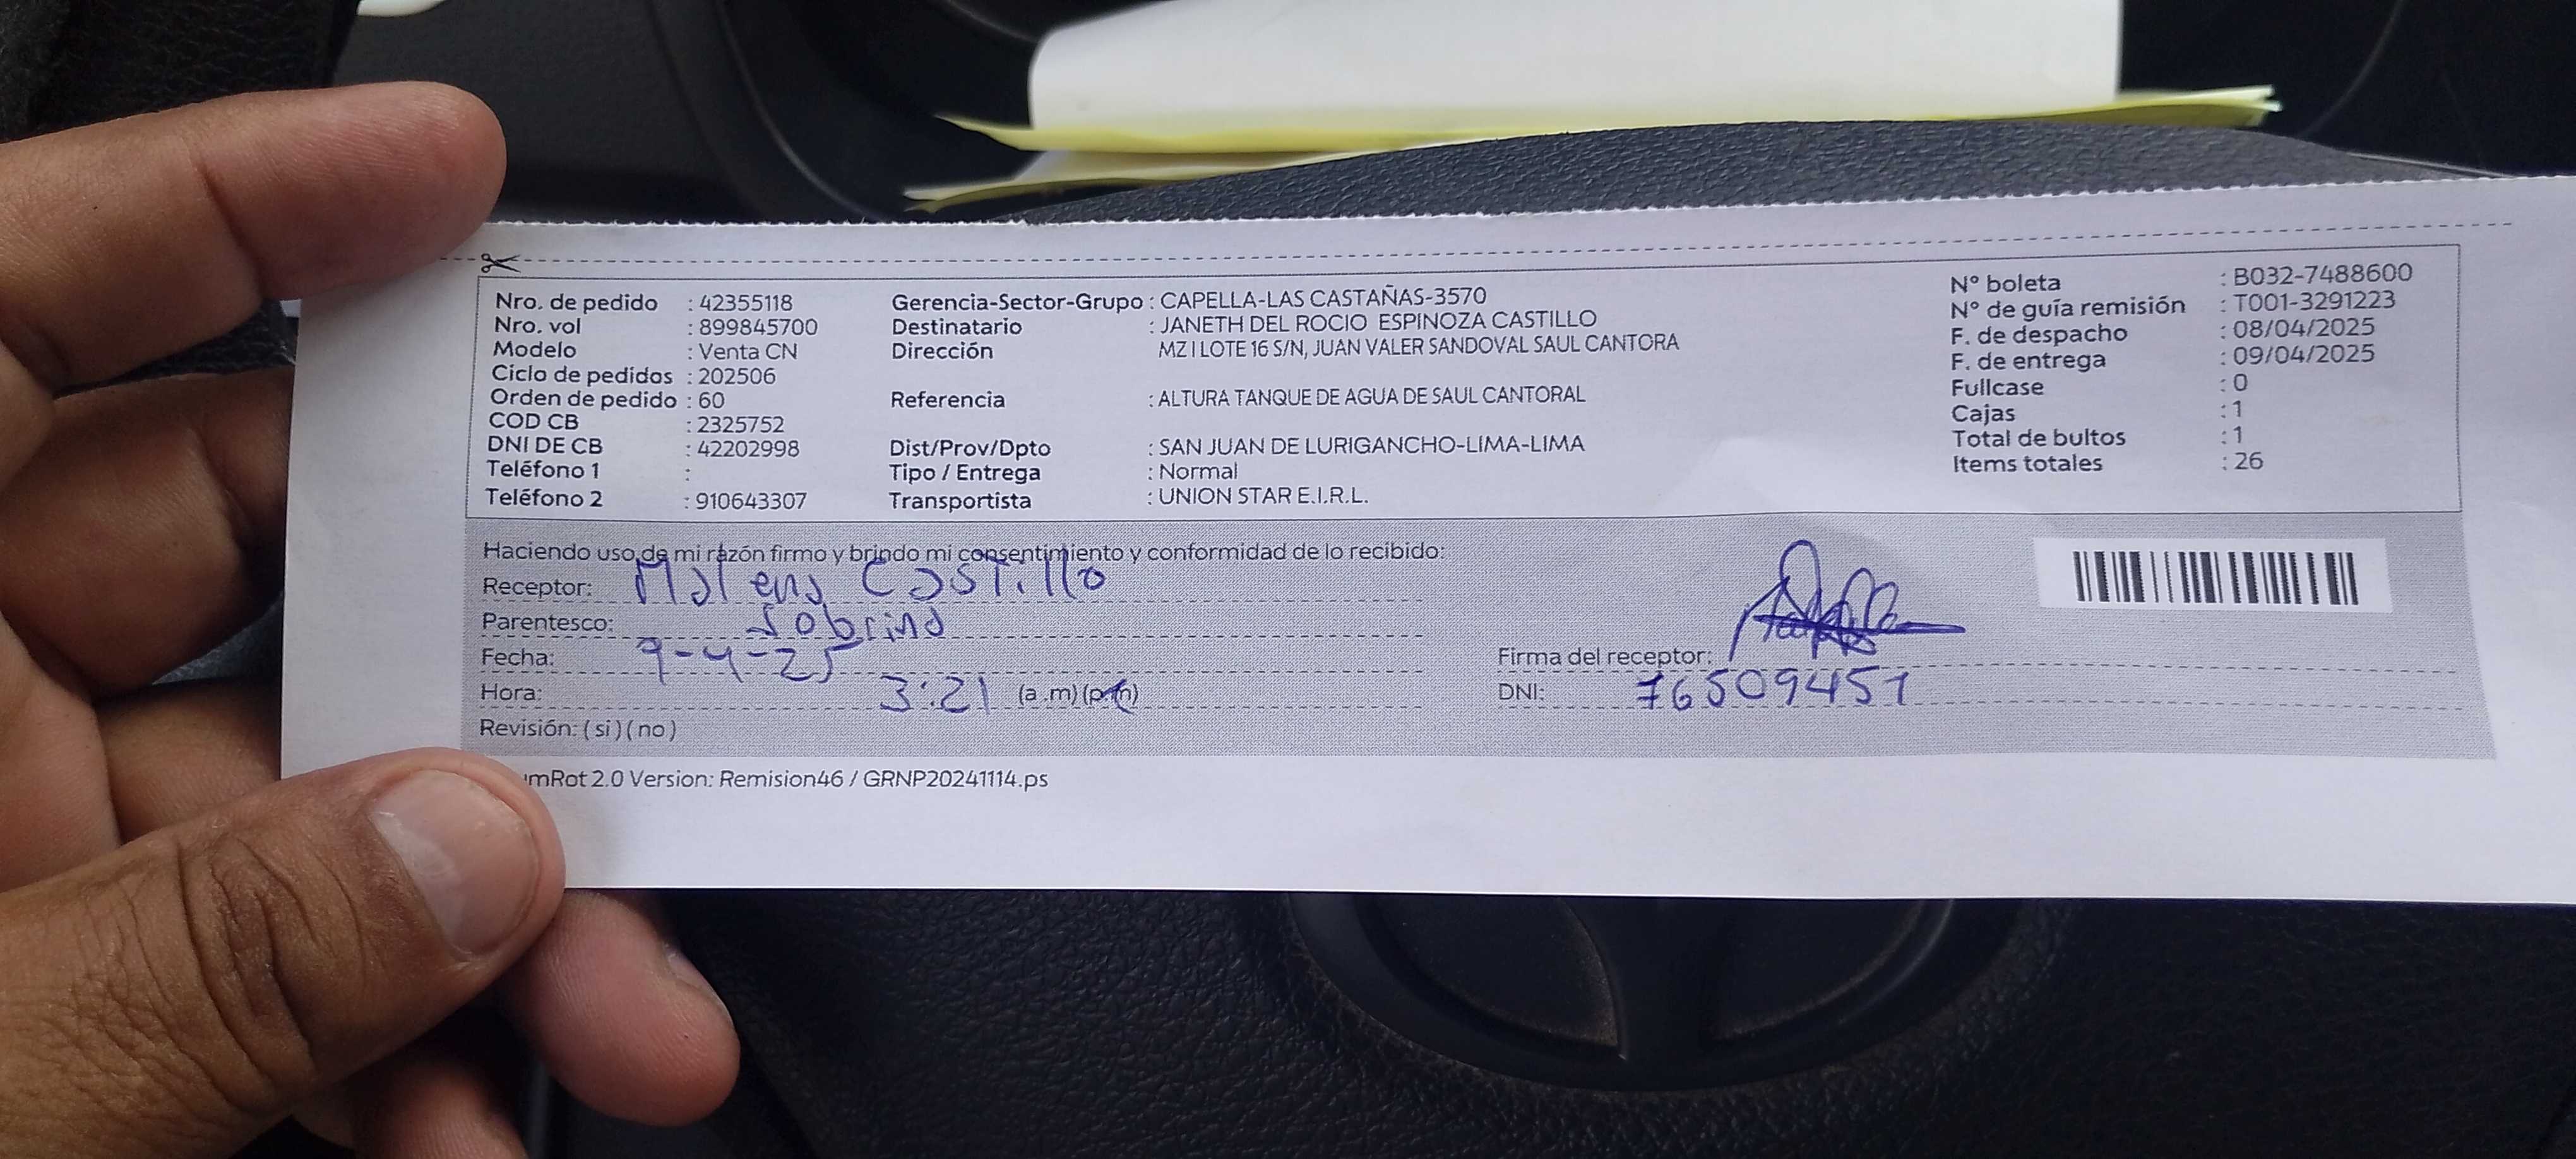 Nro. de pedido : 42355118
Nro. vol : 899845700
Modelo : Venta CN
Ciclo de pedidos : 202506
Orden de pedido : 60
COD CB : 2325752
DNI DE CB : 42202998
Teléfono 1 :
Teléfono 2 : 910643307
Gerencia-Sector-Grupo : CAPELLA-LAS CASTAÑAS-3570
Destinatario : JANETH DEL ROCIO ESPINOZA CASTILLO
Dirección MZ I LOTE 16 S/N, JUAN VALER SANDOVAL SAUL CANTORA
Referencia : ALTURA TANQUE DE AGUA DE SAUL CANTORAL
Dist/Prov/Dpto : SAN JUAN DE LURIGANCHO-LIMA-LIMA
Tipo / Entrega : Normal
Transportista : UNION STAR E.I.R.L.
N° boleta : B032-7488600
N° de guía remisión : T001-3291223
F. de despacho : 08/04/2025
F. de entrega : 09/04/2025
Fullcase : 0
Cajas : 1
Total de bultos : 1
Items totales : 26
Haciendo uso de mi razón firmo y brindo mi consentimiento y conformidad de lo recibido:
Receptor: Castillo
Parentesco: Sobrino
Fecha: 9-4-25
Hora: 3:21 (a.m) (p.m)
Revisión: ( si ) ( no )
Firma del receptor:
DNI: 76509451
mRot 2.0 Version: Remision46 / GRNP20241114.ps